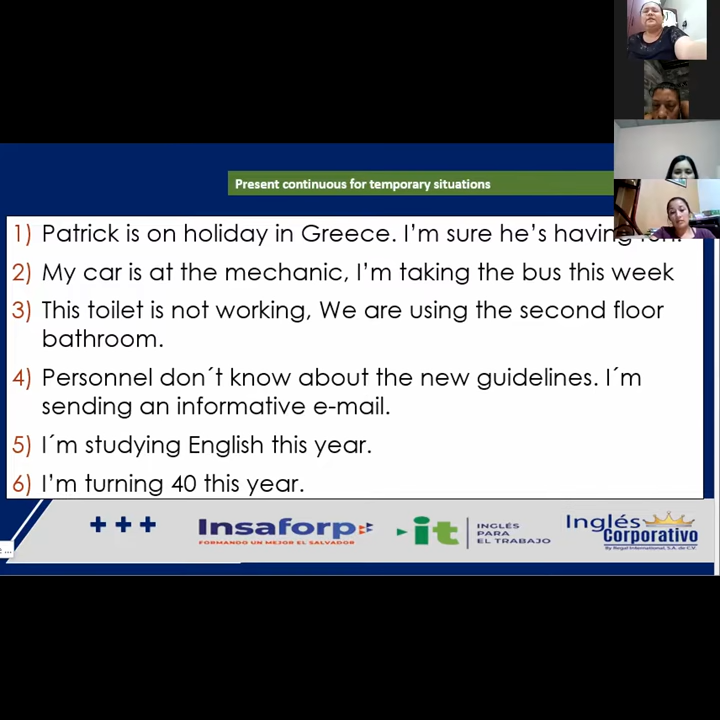 Present continuous for temporary situations
1) Patrick is on holiday in Greece. I'm sure he's having
2) My car is at the mechanic, I'm taking the bus this week
3) This toilet is not working, We are using the second floor
bathroom.
4) Personnel don´t know about the new guidelines. I´m
sending an informative e-mail.
5) I´m studying English this year.
6) I'm turning 40 this year.
+++
Insaforp
FORMANDO UN MEJOR EL SALVADOR
it
INGLÉS
PARA
EL TRABAJO
Inglés
Corporativo
By Regal International, S.A. de C.V.